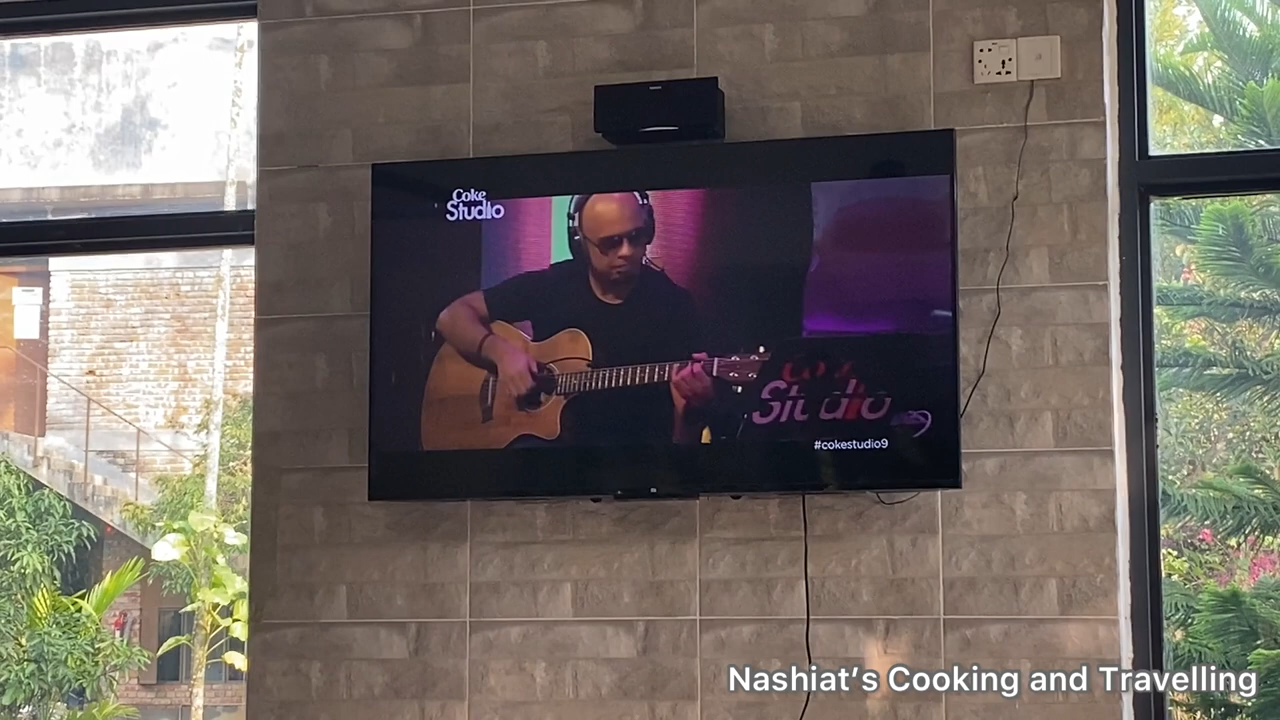 Coke
Studio
Studio
#cokestudio9
Nashiat's Cooking and Travelling